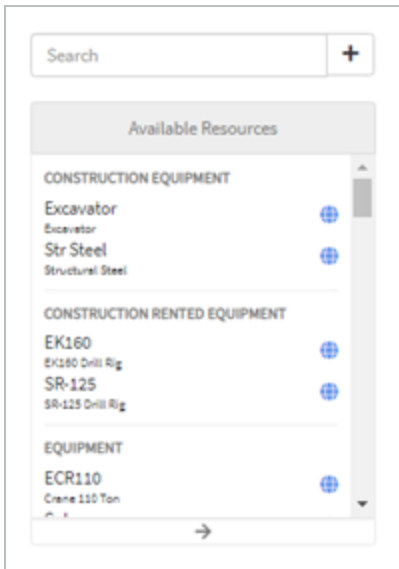 Search
Available Resources
CONSTRUCTION EQUIPMENT
Excavator
Excavator
Str Steel
Structural Steel
CONSTRUCTION RENTED EQUIPMENT
EK160
EK160 Drill Rig
SR-125
SR-125 Drill Rig
EQUIPMENT
ECR110
Crane 110 Ton